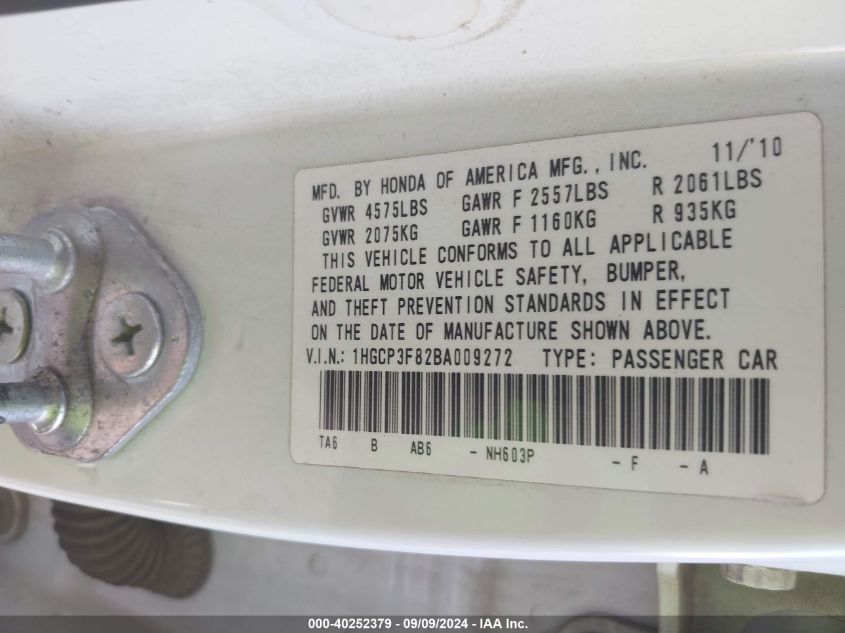 MFD. BY HONDA OF AMERICA MFG., INC. 11/'10
GVWR 4575LBS GAWR F 2557LBS R 2061LBS
GVWR 2075KG GAWR F 1160KG R 935KG
THIS VEHICLE CONFORMS TO ALL APPLICABLE
FEDERAL MOTOR VEHICLE SAFETY, BUMPER,
AND THEFT PREVENTION STANDARDS IN EFFECT
ON THE DATE OF MANUFACTURE SHOWN ABOVE.
V.I.N.: 1HGCP3F82BA009272 TYPE: PASSENGER CAR
TA6 B AB6 - NH603P - F - A
000-40252379 - 09/09/2024 - IAA Inc.